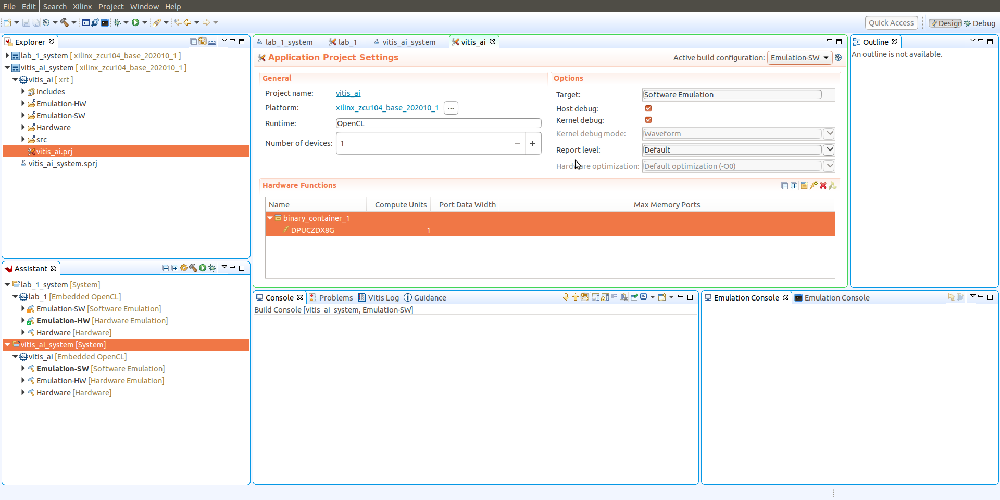 File Edit Search Xilinx Project Window Help
Quick Access Design Debug
Explorer
lab_1_system [ xilinx_zcu104_base_202010_1 ]
vitis_ai_system [ xilinx_zcu104_base_202010_1 ]
vitis_ai [ xrt ]
Includes
Emulation-HW
Emulation-SW
Hardware
src
vitis_ai.prj
vitis_ai_system.sprj
Assistant
lab_1_system [System]
lab_1 [Embedded OpenCL]
Emulation-SW [Software Emulation]
Emulation-HW [Hardware Emulation]
Hardware [Hardware]
vitis_ai_system [System]
vitis_ai [Embedded OpenCL]
Emulation-SW [Software Emulation]
Emulation-HW [Hardware Emulation]
Hardware [Hardware]
lab_1_system lab_1 vitis_ai_system vitis_ai
Application Project Settings Active build configuration: Emulation-SW
General
Project name: vitis_ai
Platform: xilinx_zcu104_base_202010_1 ...
Runtime: OpenCL
Number of devices: 1
Options
Target: Software Emulation
Host debug:
Kernel debug:
Kernel debug mode: Waveform
Report level: Default
Hardware optimization: Default optimization (-O0)
Hardware Functions
Name Compute Units Port Data Width Max Memory Ports
binary_container_1
DPUCZDX8G 1
Outline
An outline is not available.
Console Problems Vitis Log Guidance
Build Console [vitis_ai_system, Emulation-SW]
Emulation Console Emulation Console